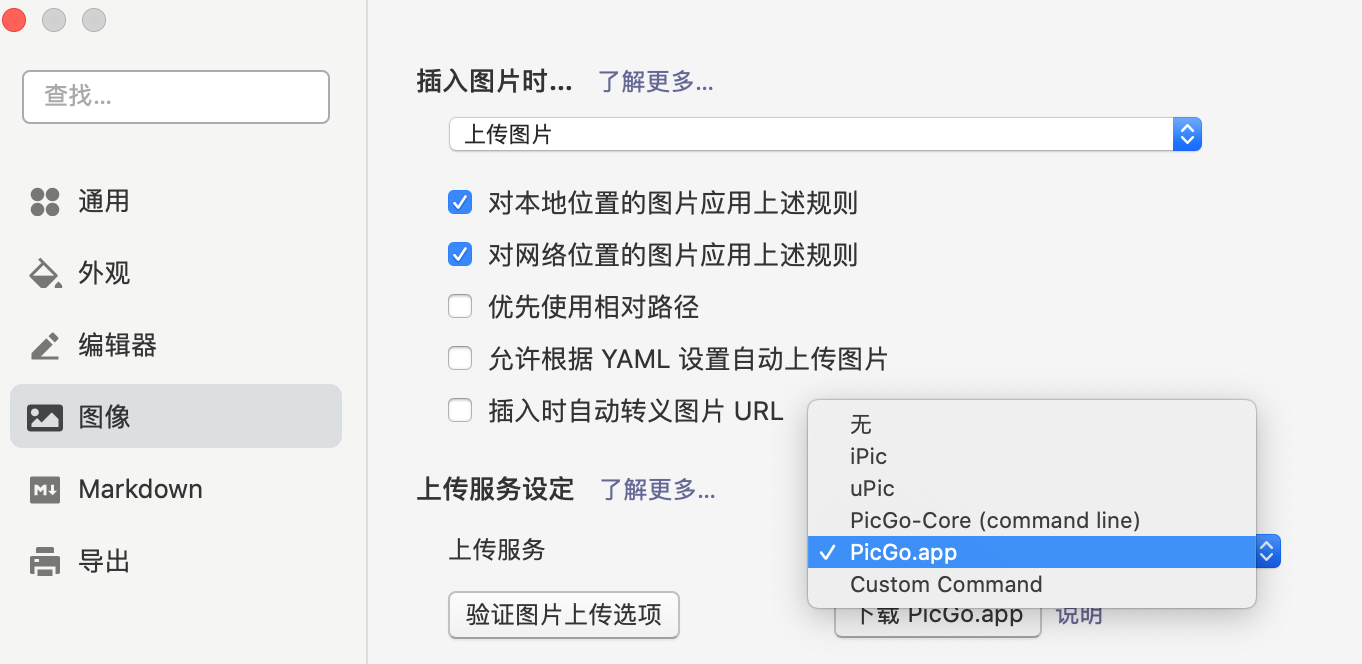 查找...
通用
外观
编辑器
图像
Markdown
导出
插入图片时... 了解更多...
上传图片
对本地位置的图片应用上述规则
对网络位置的图片应用上述规则
优先使用相对路径
允许根据 YAML 设置自动上传图片
插入时自动转义图片 URL
上传服务设定 了解更多...
上传服务
无
iPic
uPic
PicGo-Core (command line)
PicGo.app
Custom Command
验证图片上传选项
下载 PicGo.app 说明